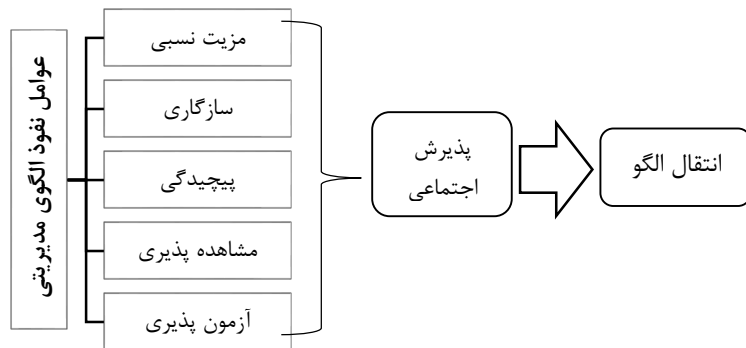 عوامل نفوذ الگوی مدیریتی
مزیت نسبی
سازگاری
پیچیدگی
مشاهده پذیری
آزمون پذیری
پذیرش
اجتماعی
انتقال الگو